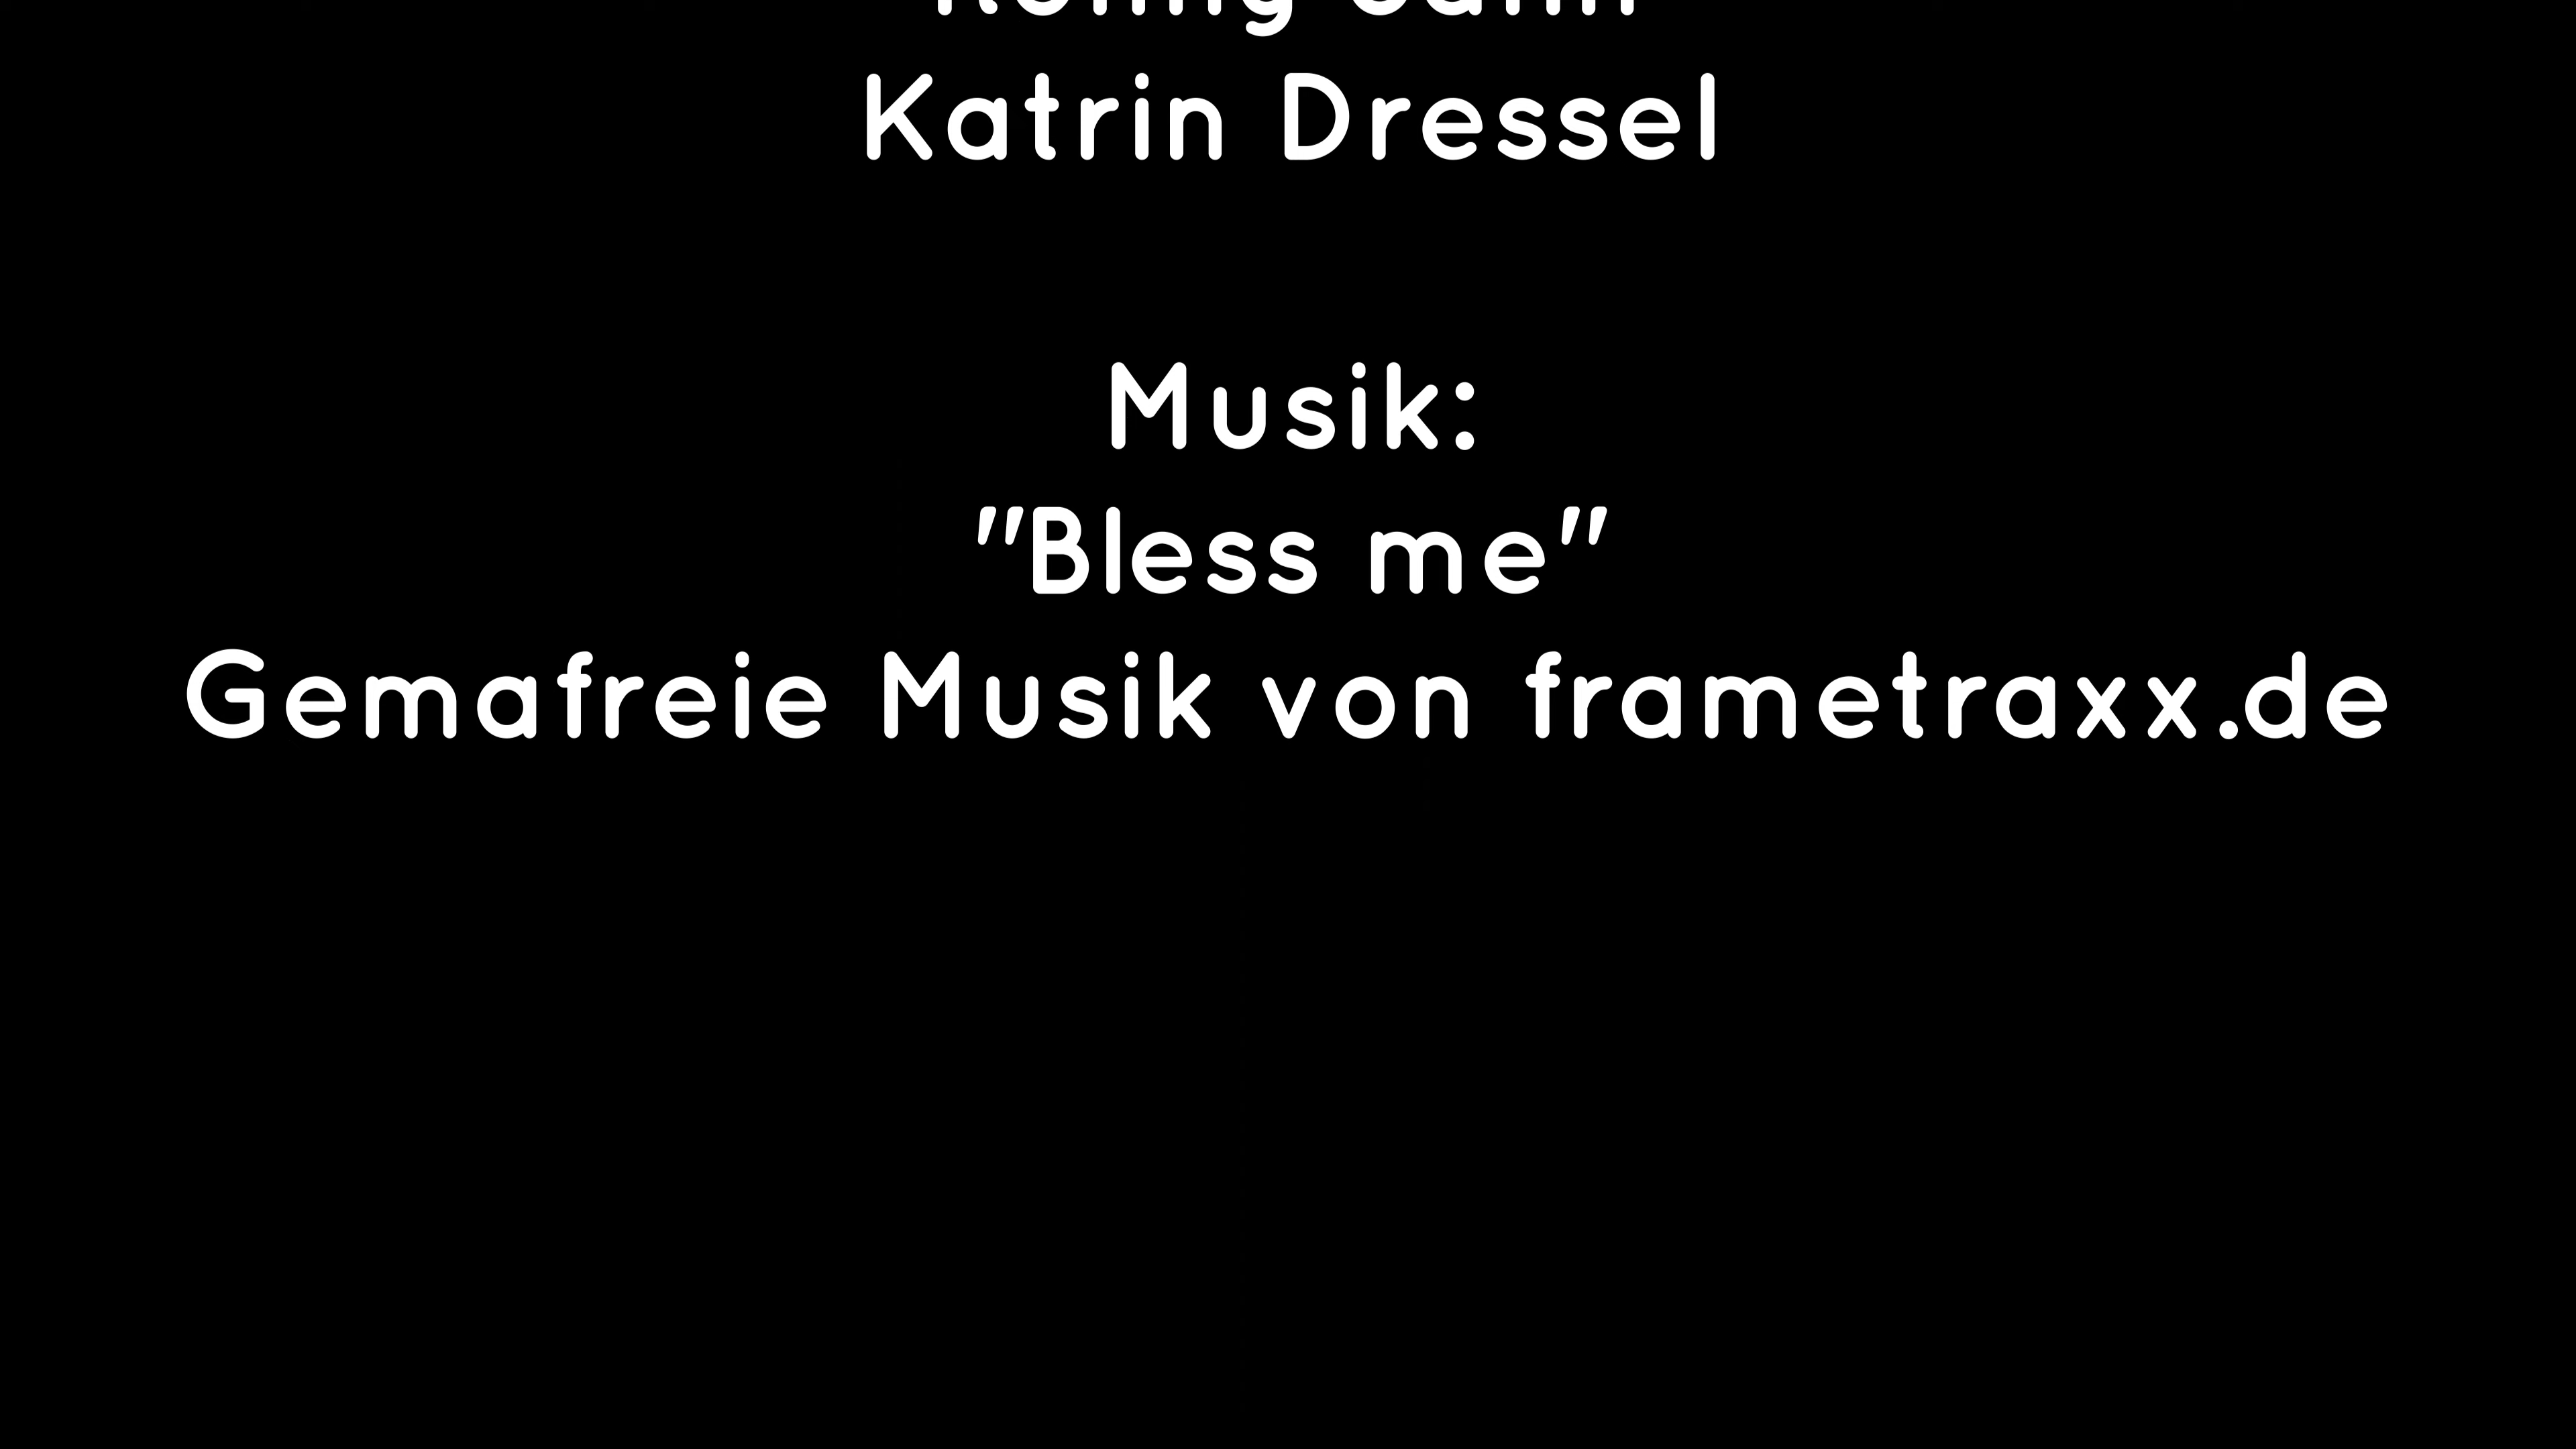 Katrin Dressel
Musik:
"Bless me"
Gemafreie Musik von frametraxx.de